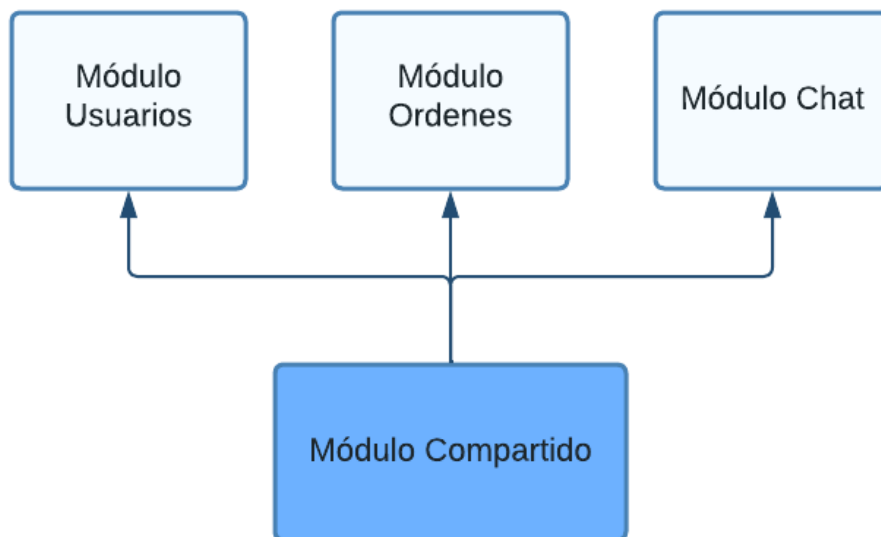 Módulo
Usuarios
Módulo
Ordenes
Módulo Chat
Módulo Compartido